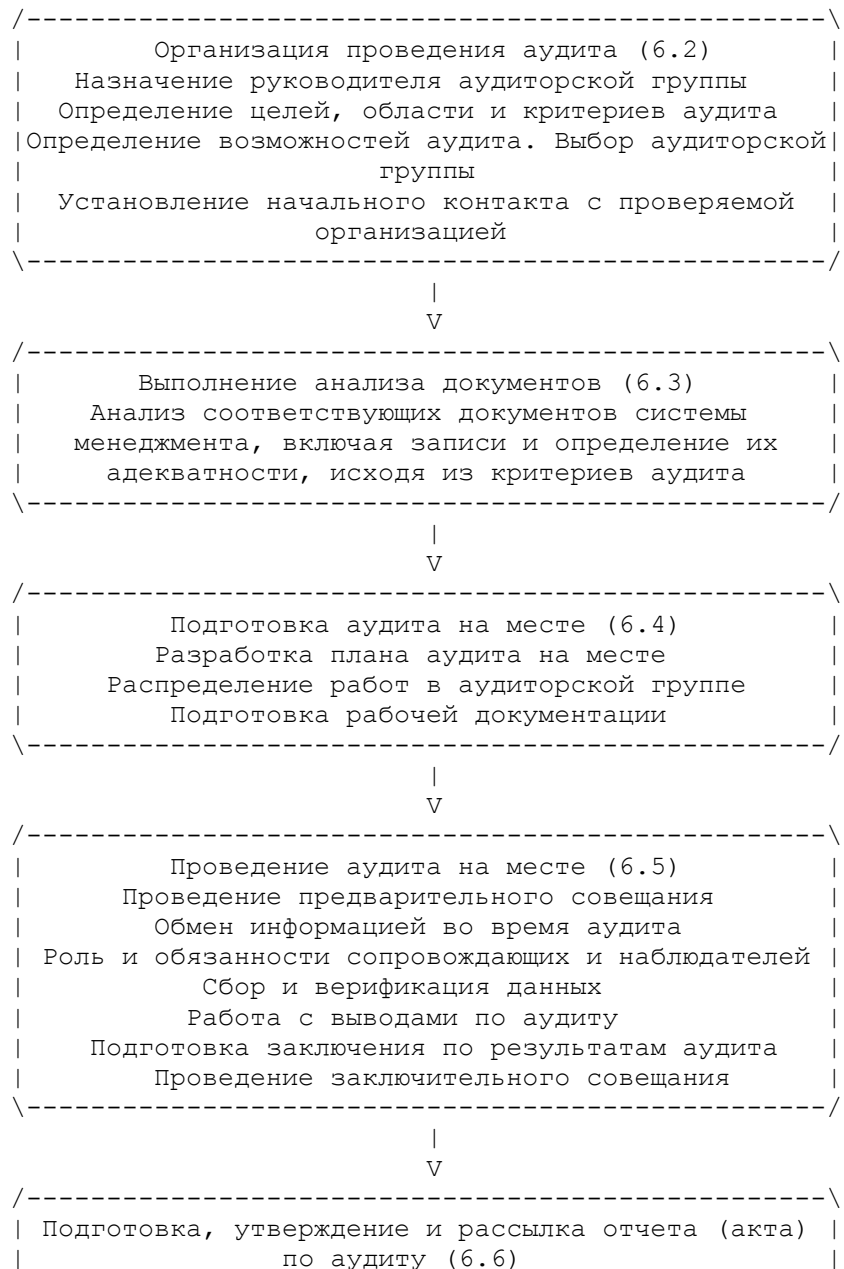 /--------------------------------------------------\
| Организация проведения аудита (6.2) |
| Назначение руководителя аудиторской группы |
| Определение целей, области и критериев аудита |
|Определение возможностей аудита. Выбор аудиторской|
| группы |
| Установление начального контакта с проверяемой |
| организацией |
\--------------------------------------------------/
|
V
/--------------------------------------------------\
| Выполнение анализа документов (6.3) |
| Анализ соответствующих документов системы |
| менеджмента, включая записи и определение их |
| адекватности, исходя из критериев аудита |
\--------------------------------------------------/
|
V
/--------------------------------------------------\
| Подготовка аудита на месте (6.4) |
| Разработка плана аудита на месте |
| Распределение работ в аудиторской группе |
| Подготовка рабочей документации |
\--------------------------------------------------/
|
V
/--------------------------------------------------\
| Проведение аудита на месте (6.5) |
| Проведение предварительного совещания |
| Обмен информацией во время аудита |
| Роль и обязанности сопровождающих и наблюдателей |
| Сбор и верификация данных |
| Работа с выводами по аудиту |
| Подготовка заключения по результатам аудита |
| Проведение заключительного совещания |
\--------------------------------------------------/
|
V
/--------------------------------------------------\
| Подготовка, утверждение и рассылка отчета (акта) |
| по аудиту (6.6) |